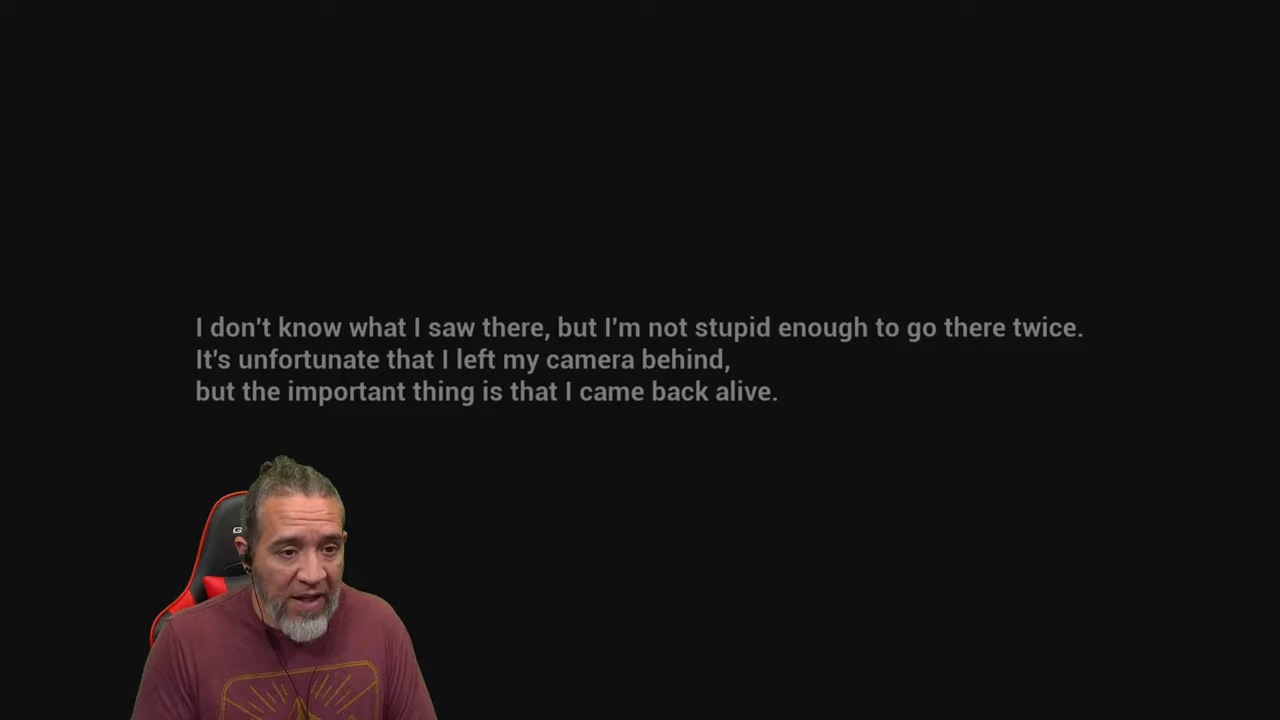 I don't know what I saw there, but I'm not stupid enough to go there twice.
It's unfortunate that I left my camera behind,
but the important thing is that I came back alive.